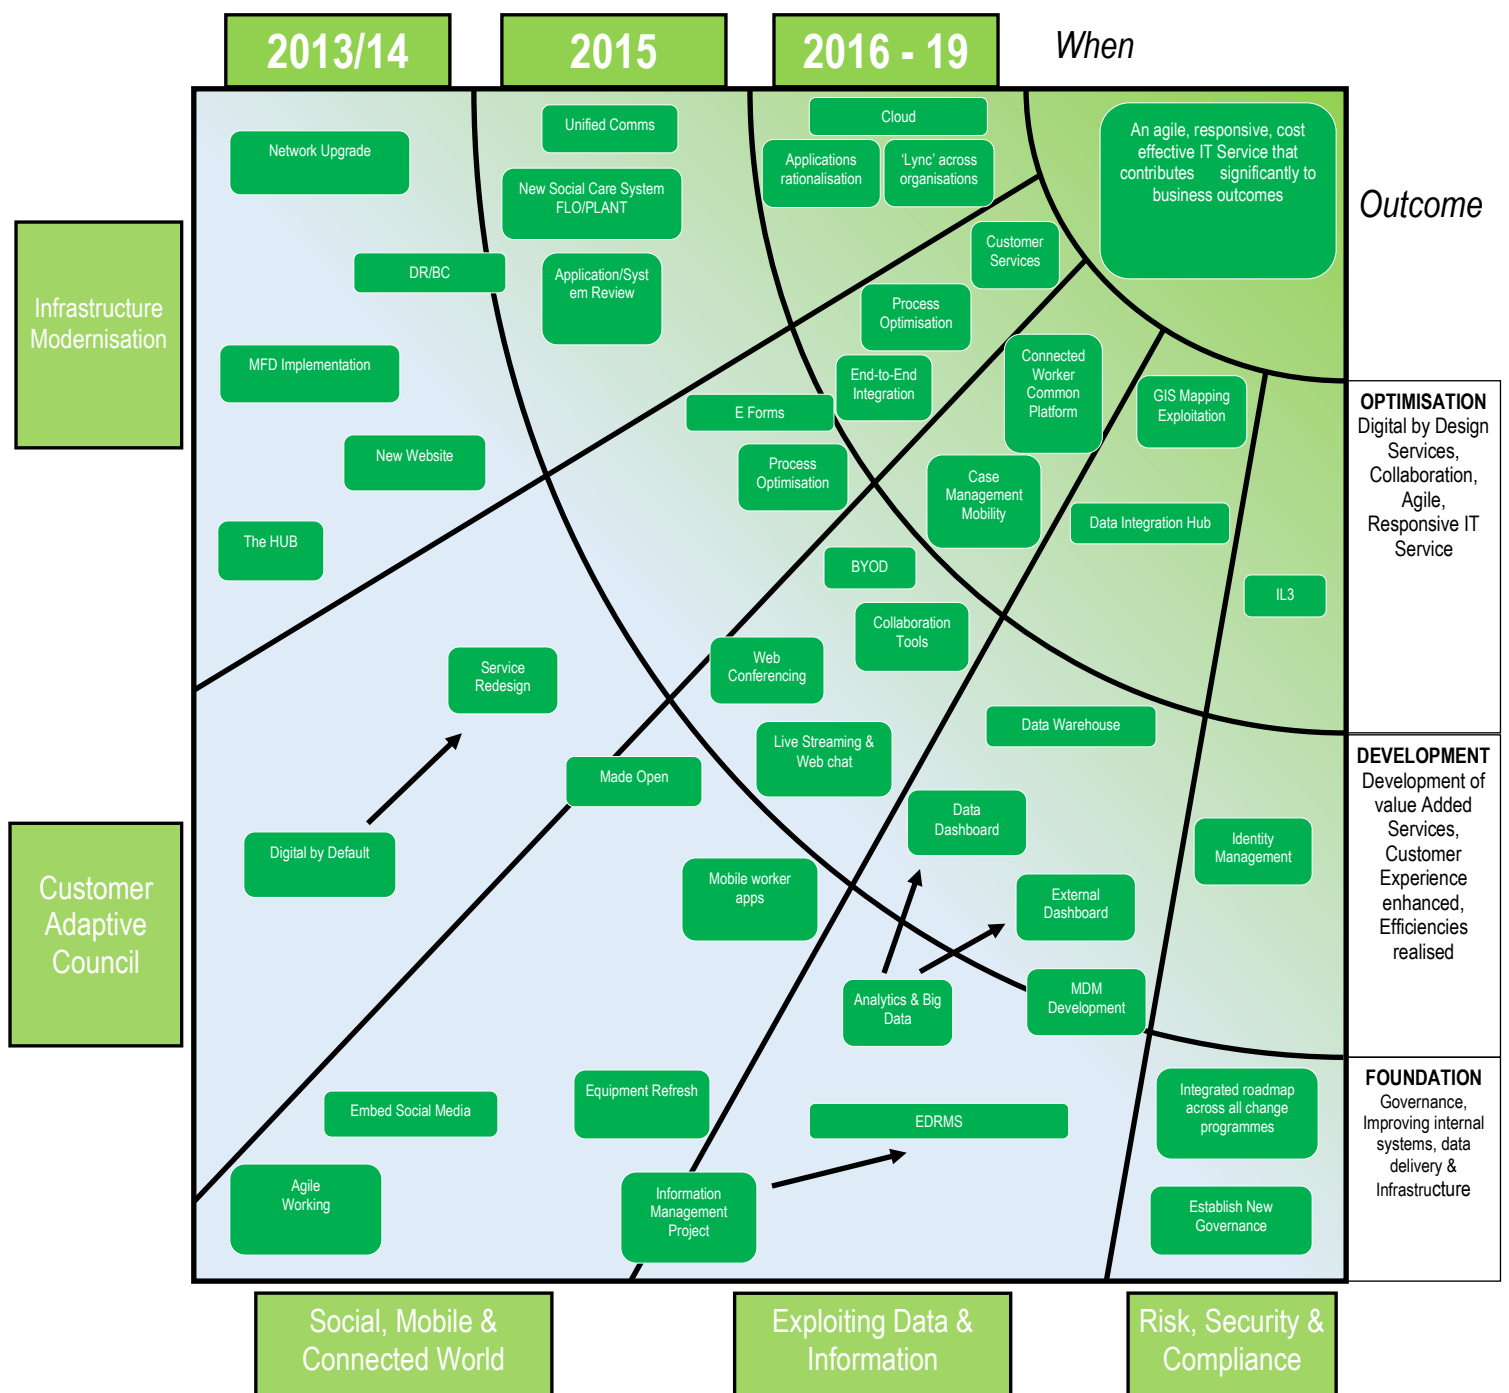 2013/14
2015
2016 - 19
When
Unified Comms
Cloud
An agile, responsive, cost
effective IT Service that
contributes significantly to
business outcomes
Network Upgrade
Applications
rationalisation
‘Lync’ across
organisations
New Social Care System
FLO/PLANT
Outcome
Customer
Services
DR/BC
Application/Syst
em Review
Infrastructure
Modernisation
Process
Optimisation
MFD Implementation
End-to-End
Integration
Connected
Worker
Common
Platform
GIS Mapping
Exploitation
E Forms
OPTIMISATION
Digital by Design
Services,
Collaboration,
Agile,
Responsive IT
Service
New Website
Process
Optimisation
Case
Management
Mobility
Data Integration Hub
The HUB
BYOD
IL3
Collaboration
Tools
Service
Redesign
Web
Conferencing
Data Warehouse
Live Streaming &
Web chat
Made Open
DEVELOPMENT
Development of
value Added
Services,
Customer
Experience
enhanced,
Efficiencies
realised
Data
Dashboard
Digital by Default
Identity
Management
Customer
Adaptive
Council
Mobile worker
apps
External
Dashboard
Analytics & Big
Data
MDM
Development
Equipment Refresh
Embed Social Media
EDRMS
Integrated roadmap
across all change
programmes
FOUNDATION
Governance,
Improving internal
systems, data
delivery &
Infrastructure
Agile
Working
Information
Management
Project
Establish New
Governance
Social, Mobile &
Connected World
Exploiting Data &
Information
Risk, Security &
Compliance